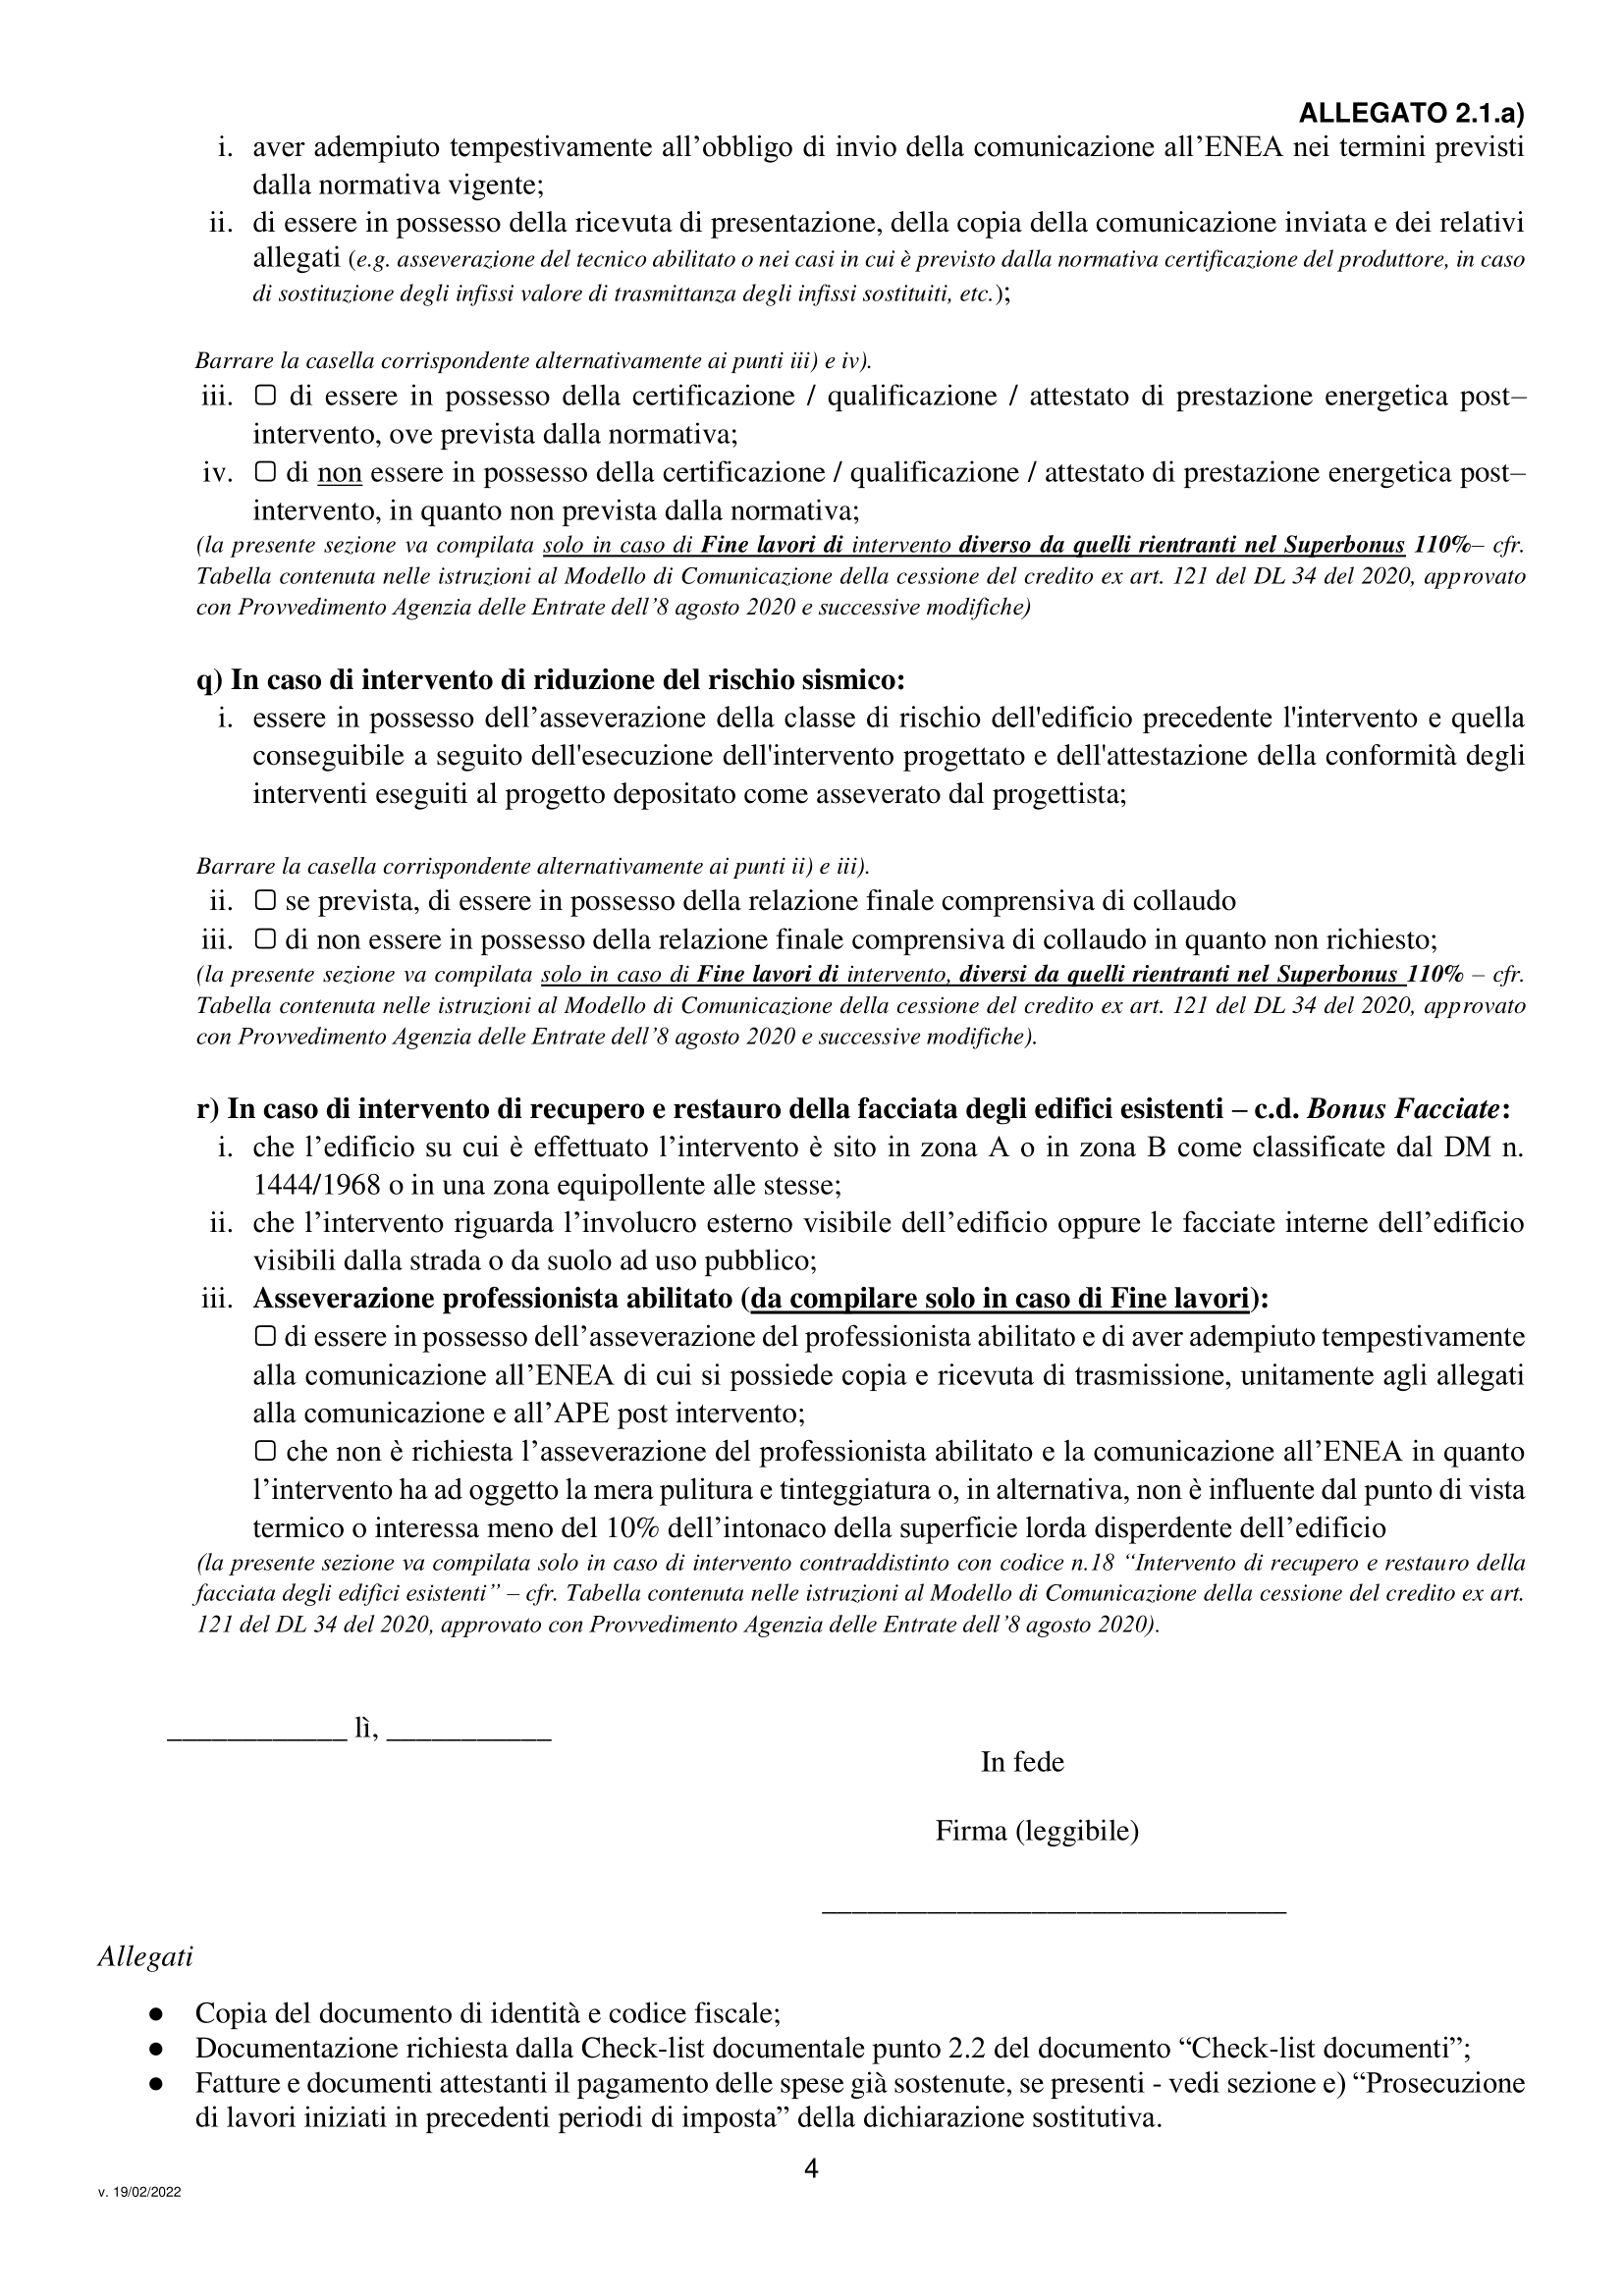 ALLEGATO 2.1.a)
i. aver adempiuto tempestivamente all’obbligo di invio della comunicazione all’ENEA nei termini previsti
dalla normativa vigente;
ii. di essere in possesso della ricevuta di presentazione, della copia della comunicazione inviata e dei relativi
allegati (e.g. asseverazione del tecnico abilitato o nei casi in cui è previsto dalla normativa certificazione del produttore, in caso
di sostituzione degli infissi valore di trasmittanza degli infissi sostituiti, etc.);
Barrare la casella corrispondente alternativamente ai punti iii) e iv).
iii. ▢ di essere in possesso della certificazione / qualificazione / attestato di prestazione energetica post–
intervento, ove prevista dalla normativa;
iv. ▢ di non essere in possesso della certificazione / qualificazione / attestato di prestazione energetica post–
intervento, in quanto non prevista dalla normativa;
(la presente sezione va compilata solo in caso di Fine lavori di intervento diverso da quelli rientranti nel Superbonus 110%– cfr.
Tabella contenuta nelle istruzioni al Modello di Comunicazione della cessione del credito ex art. 121 del DL 34 del 2020, approvato
con Provvedimento Agenzia delle Entrate dell’8 agosto 2020 e successive modifiche)
q) In caso di intervento di riduzione del rischio sismico:
i. essere in possesso dell’asseverazione della classe di rischio dell'edificio precedente l'intervento e quella
conseguibile a seguito dell'esecuzione dell'intervento progettato e dell'attestazione della conformità degli
interventi eseguiti al progetto depositato come asseverato dal progettista;
Barrare la casella corrispondente alternativamente ai punti ii) e iii).
ii. ▢ se prevista, di essere in possesso della relazione finale comprensiva di collaudo
iii. ▢ di non essere in possesso della relazione finale comprensiva di collaudo in quanto non richiesto;
(la presente sezione va compilata solo in caso di Fine lavori di intervento, diversi da quelli rientranti nel Superbonus 110% – cfr.
Tabella contenuta nelle istruzioni al Modello di Comunicazione della cessione del credito ex art. 121 del DL 34 del 2020, approvato
con Provvedimento Agenzia delle Entrate dell’8 agosto 2020 e successive modifiche).
r) In caso di intervento di recupero e restauro della facciata degli edifici esistenti – c.d. Bonus Facciate:
i. che l’edificio su cui è effettuato l’intervento è sito in zona A o in zona B come classificate dal DM n.
1444/1968 o in una zona equipollente alle stesse;
ii. che l’intervento riguarda l’involucro esterno visibile dell’edificio oppure le facciate interne dell’edificio
visibili dalla strada o da suolo ad uso pubblico;
iii. Asseverazione professionista abilitato (da compilare solo in caso di Fine lavori):
▢ di essere in possesso dell’asseverazione del professionista abilitato e di aver adempiuto tempestivamente
alla comunicazione all’ENEA di cui si possiede copia e ricevuta di trasmissione, unitamente agli allegati
alla comunicazione e all’APE post intervento;
▢ che non è richiesta l’asseverazione del professionista abilitato e la comunicazione all’ENEA in quanto
l’intervento ha ad oggetto la mera pulitura e tinteggiatura o, in alternativa, non è influente dal punto di vista
termico o interessa meno del 10% dell’intonaco della superficie lorda disperdente dell’edificio
(la presente sezione va compilata solo in caso di intervento contraddistinto con codice n.18 “Intervento di recupero e restauro della
facciata degli edifici esistenti” – cfr. Tabella contenuta nelle istruzioni al Modello di Comunicazione della cessione del credito ex art.
121 del DL 34 del 2020, approvato con Provvedimento Agenzia delle Entrate dell’8 agosto 2020).
____________ lì, ___________
In fede
Firma (leggibile)
_______________________________
Allegati
● Copia del documento di identità e codice fiscale;
● Documentazione richiesta dalla Check-list documentale punto 2.2 del documento “Check-list documenti”;
● Fatture e documenti attestanti il pagamento delle spese già sostenute, se presenti - vedi sezione e) “Prosecuzione
di lavori iniziati in precedenti periodi di imposta” della dichiarazione sostitutiva.
4
v. 19/02/2022